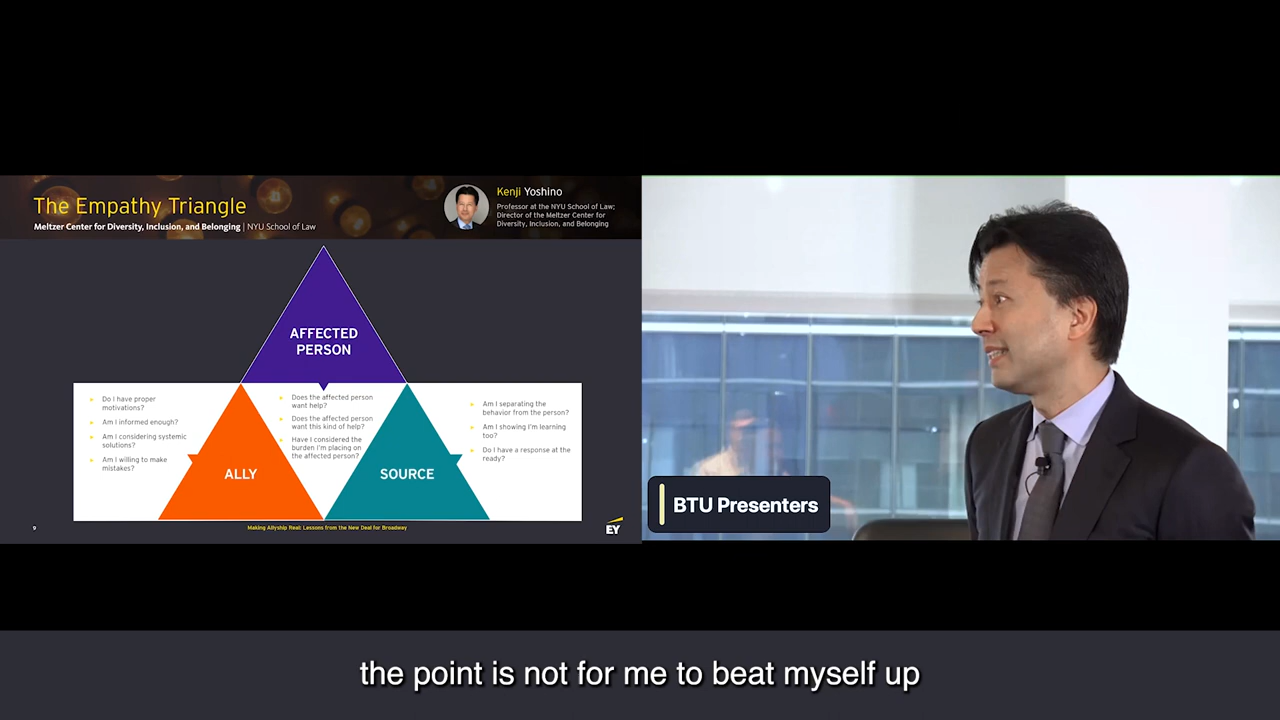 The Empathy Triangle
Meltzer Center for Diversity, Inclusion, and Belonging | NYU School of Law
Kenji Yoshino
Professor at the NYU School of Law;
Director of the Meltzer Center for
Diversity, Inclusion, and Belonging
AFFECTED
PERSON
Do I have proper
motivations?
Am I informed enough?
Am I considering systemic
solutions?
Am I willing to make
mistakes?
ALLY
Does the affected person
want help?
Does the affected person
want this kind of help?
Have I considered the
burden I'm placing on
the affected person?
SOURCE
Am I separating the
behavior from the person?
Am I showing I'm learning
too?
Do I have a response at the
ready?
9
Making Allyship Real: Lessons from the New Deal for Broadway
EY
BTU Presenters
the point is not for me to beat myself up